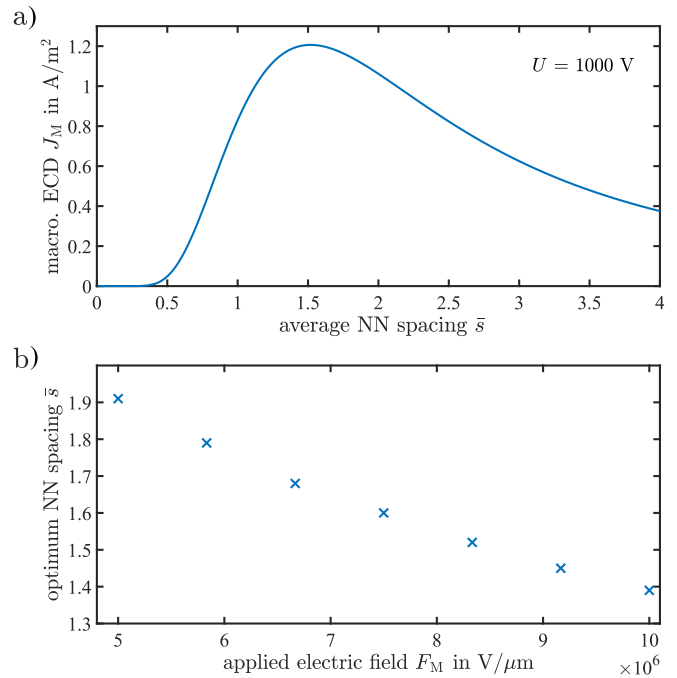 a)
macro. ECD J_M in A/m²
1.2
1
0.8
0.6
0.4
0.2
0
U = 1000 V
0 0.5 1 1.5 2 2.5 3 3.5 4
average NN spacing s̄
b)
optimum NN spacing s̄
1.9
1.8
1.7
1.6
1.5
1.4
1.3
5 6 7 8 9 10
applied electric field F_M in V/μm
×10⁶